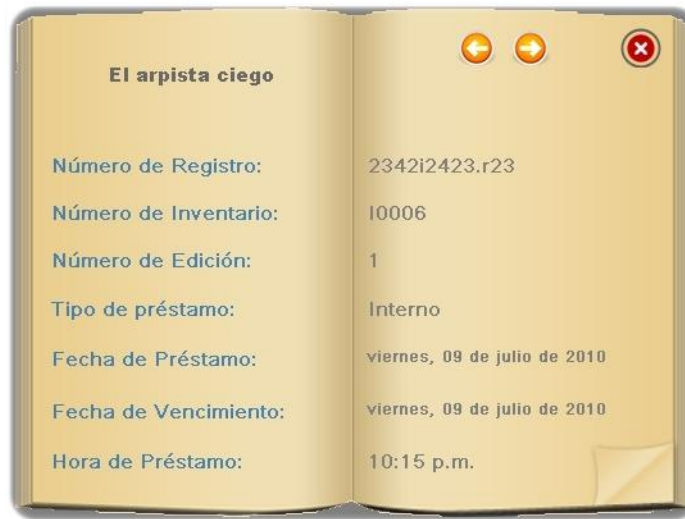 El arpista ciego
Número de Registro: 2342i2423.r23
Número de Inventario: I0006
Número de Edición: 1
Tipo de préstamo: Interno
Fecha de Préstamo: viernes, 09 de julio de 2010
Fecha de Vencimiento: viernes, 09 de julio de 2010
Hora de Préstamo: 10:15 p.m.